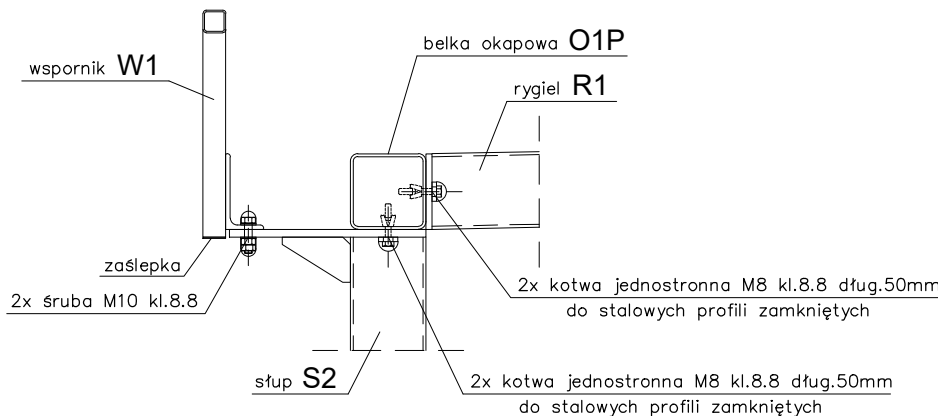 belka okapowa O1P
wspornik W1
rygiel R1
zaślepka
2x śruba M10 kl.8.8
2x kotwa jednostronna M8 kl.8.8 dług.50mm
do stalowych profili zamkniętych
słup S2
2x kotwa jednostronna M8 kl.8.8 dług.50mm
do stalowych profili zamkniętych